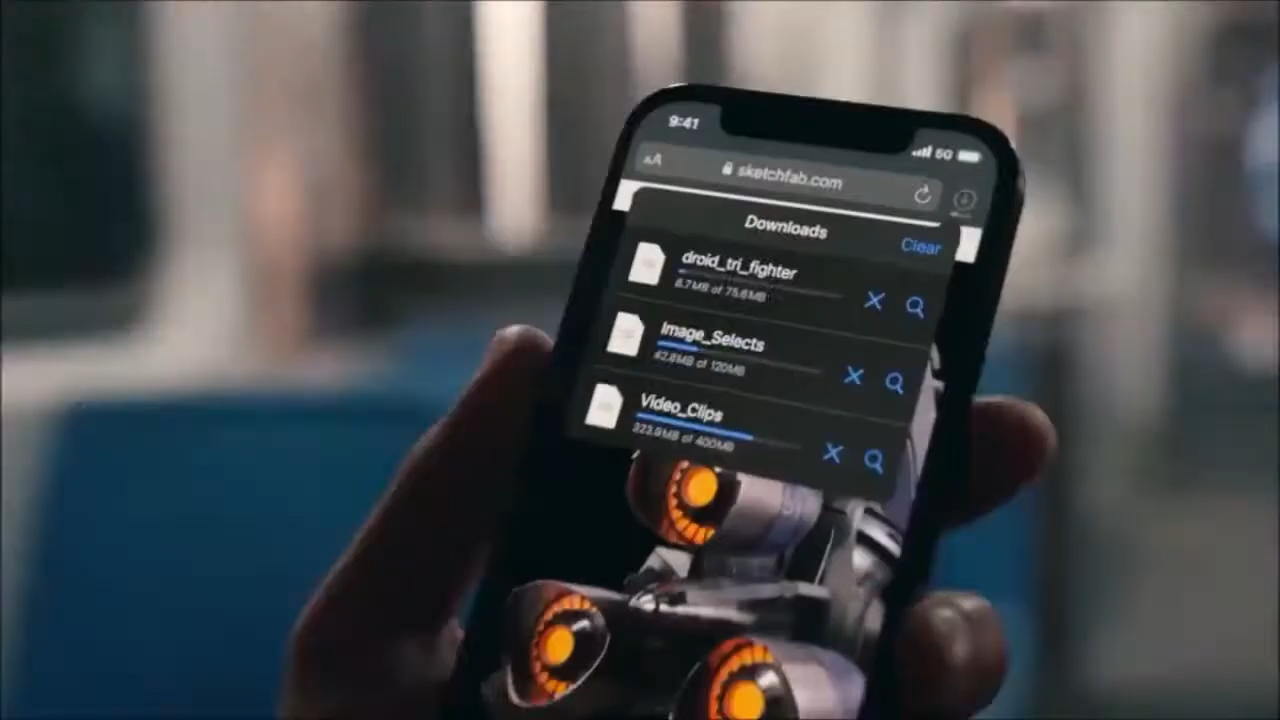 9:41
5G
AA
sketchfab.com
Downloads
Clear
droid_tri_fighter
8.7MB of 75.6MB
Image_Selects
42.8MB of 120MB
Video_Clips
323.9MB of 400MB